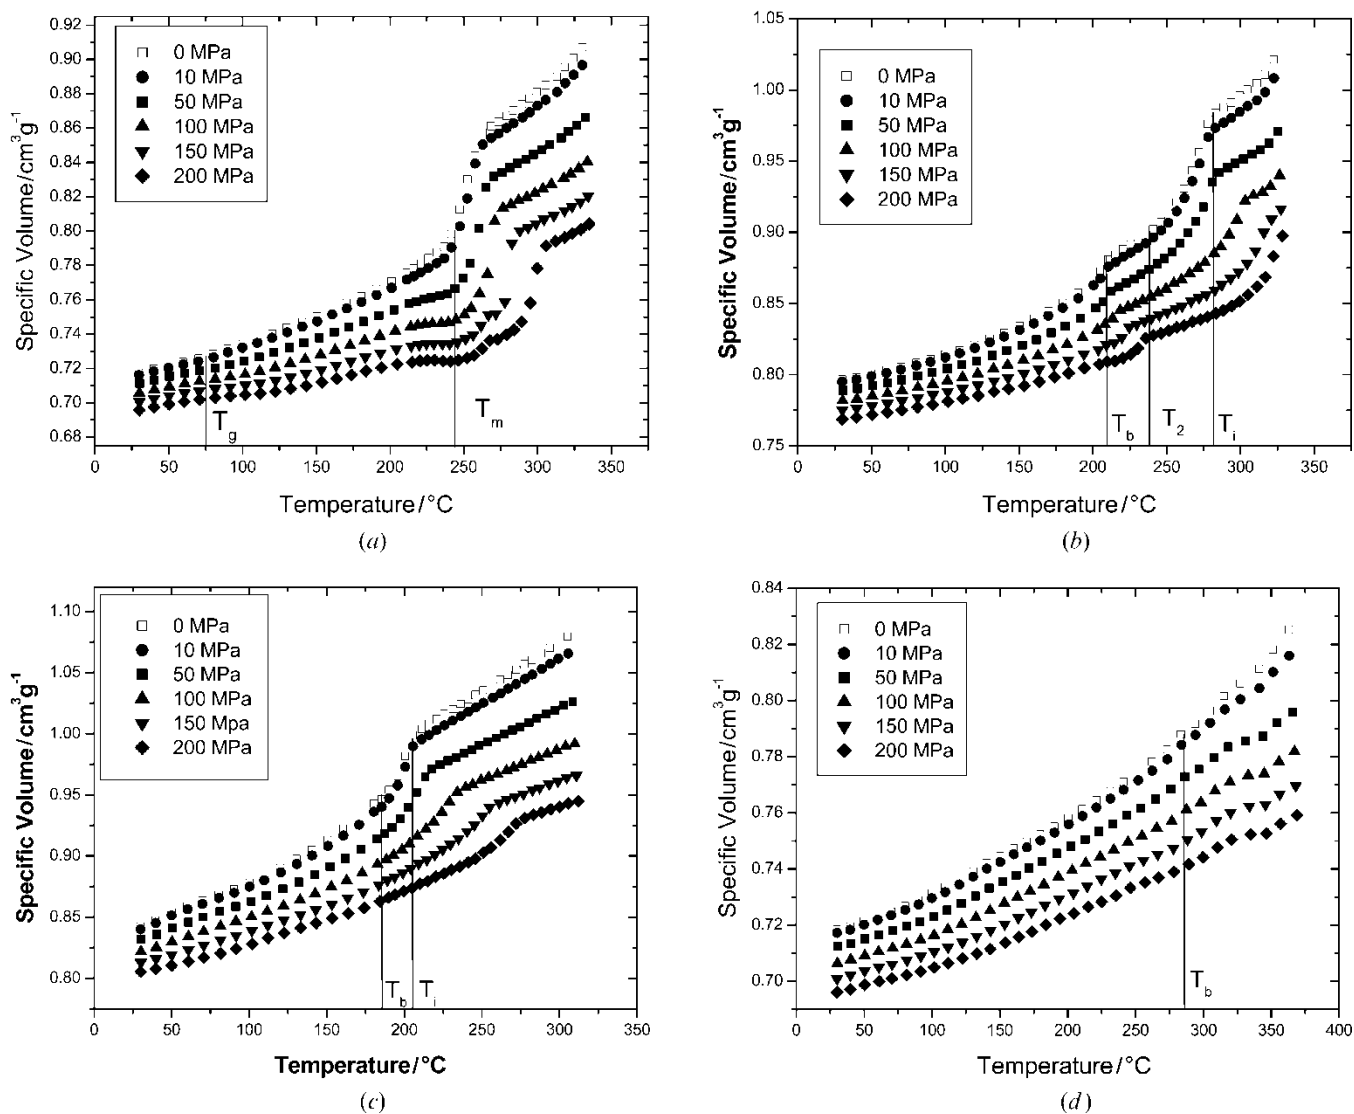 0.92
0.90
0.88
0.86
0.84
0.82
0.80
0.78
0.76
0.74
0.72
0.70
0.68
Specific Volume/cm³g⁻¹
0 MPa
10 MPa
50 MPa
100 MPa
150 MPa
200 MPa
Tg
Tm
0 50 100 150 200 250 300 350
Temperature/°C
(a)
1.05
1.00
0.95
0.90
0.85
0.80
0.75
Specific Volume/cm³g⁻¹
0 MPa
10 MPa
50 MPa
100 MPa
150 MPa
200 MPa
Tb T2 Ti
0 50 100 150 200 250 300 350
Temperature/°C
(b)
1.10
1.05
1.00
0.95
0.90
0.85
0.80
Specific Volume/cm³g⁻¹
0 MPa
10 MPa
50 MPa
100 MPa
150 Mpa
200 MPa
Tb Ti
0 50 100 150 200 250 300 350
Temperature/°C
(c)
0.84
0.82
0.80
0.78
0.76
0.74
0.72
0.70
Specific Volume/cm³g⁻¹
0 MPa
10 MPa
50 MPa
100 MPa
150 MPa
200 MPa
Tb
0 50 100 150 200 250 300 350 400
Temperature/°C
(d)